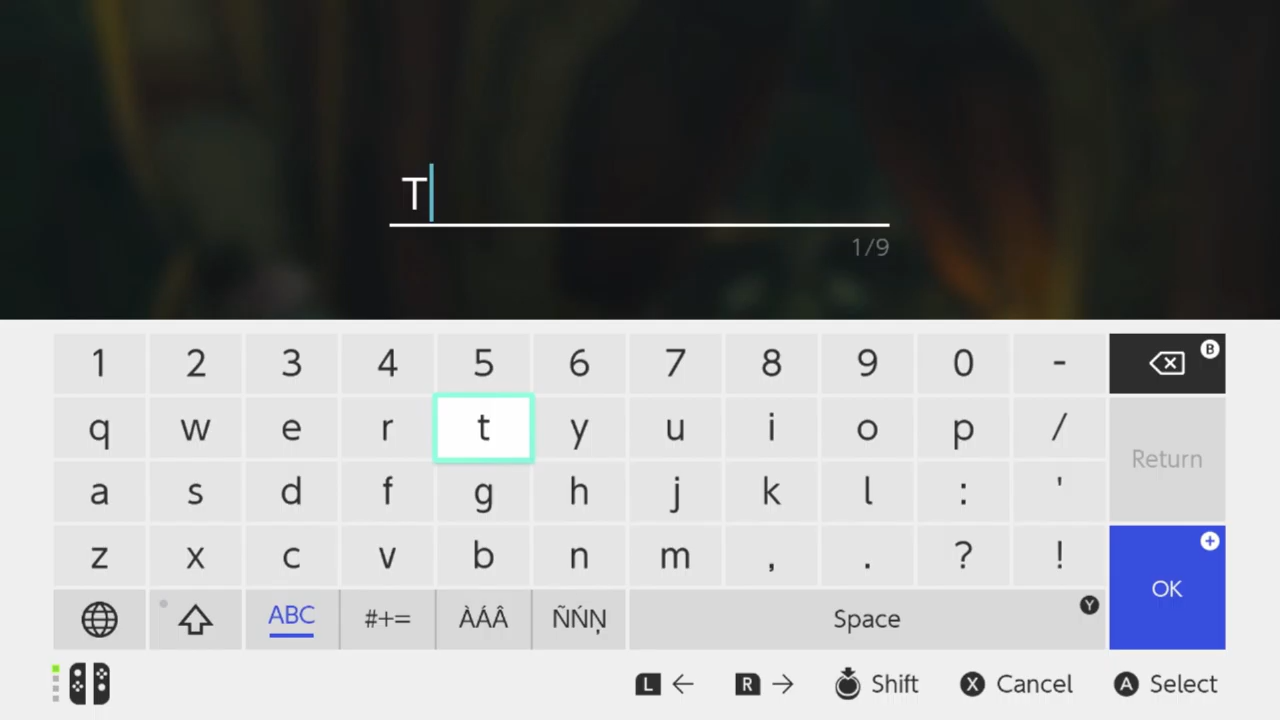 T
1/9
1 2 3 4 5 6 7 8 9 0 - B
q w e r t y u i o p /
Return
a s d f g h j k l : '
z x c v b n m , . ? ! +
OK
ABC #+= ÀÁÂ ÑŃŅ Space Y
L ← R → Shift X Cancel A Select